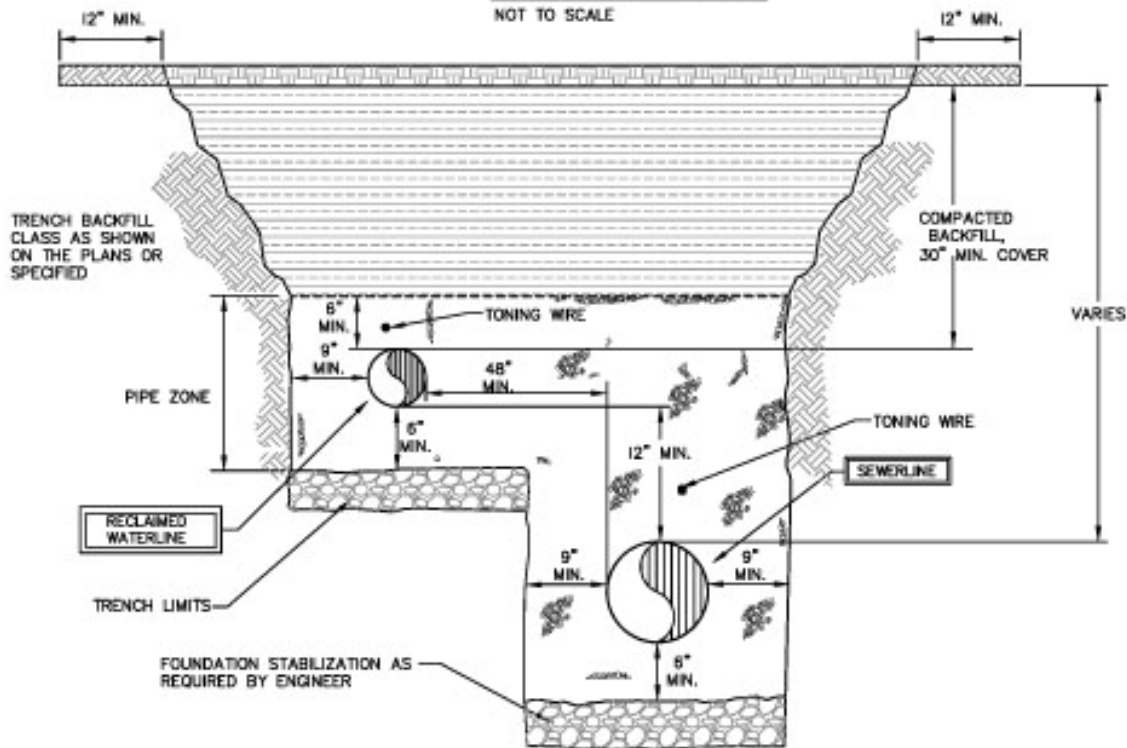 NOT TO SCALE
12" MIN.
12" MIN.
TRENCH BACKFILL
CLASS AS SHOWN
ON THE PLANS OR
SPECIFIED
COMPACTED
BACKFILL,
30" MIN. COVER
VARIES
6"
MIN.
TONING WIRE
9"
MIN.
48"
MIN.
PIPE ZONE
6"
MIN.
12" MIN.
TONING WIRE
SEWERLINE
RECLAIMED
WATERLINE
9"
MIN.
9"
MIN.
TRENCH LIMITS
FOUNDATION STABILIZATION AS
REQUIRED BY ENGINEER
6"
MIN.